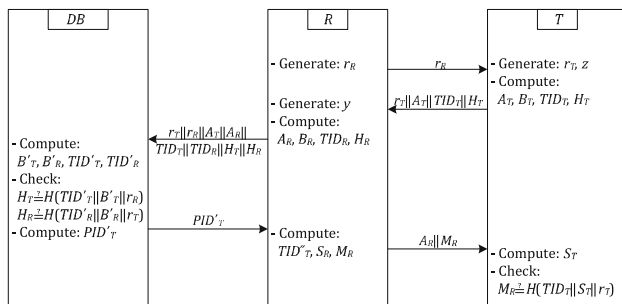 DB
R
T
- Generate: r_R
r_R
- Generate: r_T, z
- Compute:
A_T, B_T, TID_T, H_T
r_T||A_T||TID_T||H_T
- Generate: y
- Compute:
A_R, B_R, TID_R, H_R
r_T||r_R||A_T||A_R||
TID_T||TID_R||H_T||H_R
- Compute:
B'_T, B'_R, TID'_T, TID'_R
- Check:
H_T≟H(TID'_T||B'_T||r_R)
H_R≟H(TID'_R||B'_R||r_T)
- Compute: PID'_T
PID'_T
- Compute:
TID″_T, S_R, M_R
A_R||M_R
- Compute: S_T
- Check:
M_R≟H(TID_T||S_T||r_T)